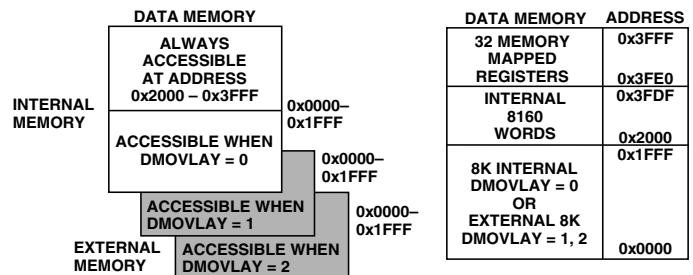 DATA MEMORY
ALWAYS
ACCESSIBLE
AT ADDRESS
0x2000 – 0x3FFF
INTERNAL
MEMORY
0x0000–
0x1FFF
ACCESSIBLE WHEN
DMOVLAY = 0
0x0000–
0x1FFF
ACCESSIBLE WHEN
DMOVLAY = 1
0x0000–
0x1FFF
EXTERNAL
MEMORY
ACCESSIBLE WHEN
DMOVLAY = 2
DATA MEMORY ADDRESS
32 MEMORY
MAPPED
REGISTERS
0x3FFF
0x3FE0
INTERNAL
8160
WORDS
0x3FDF
0x2000
8K INTERNAL
DMOVLAY = 0
OR
EXTERNAL 8K
DMOVLAY = 1, 2
0x1FFF
0x0000